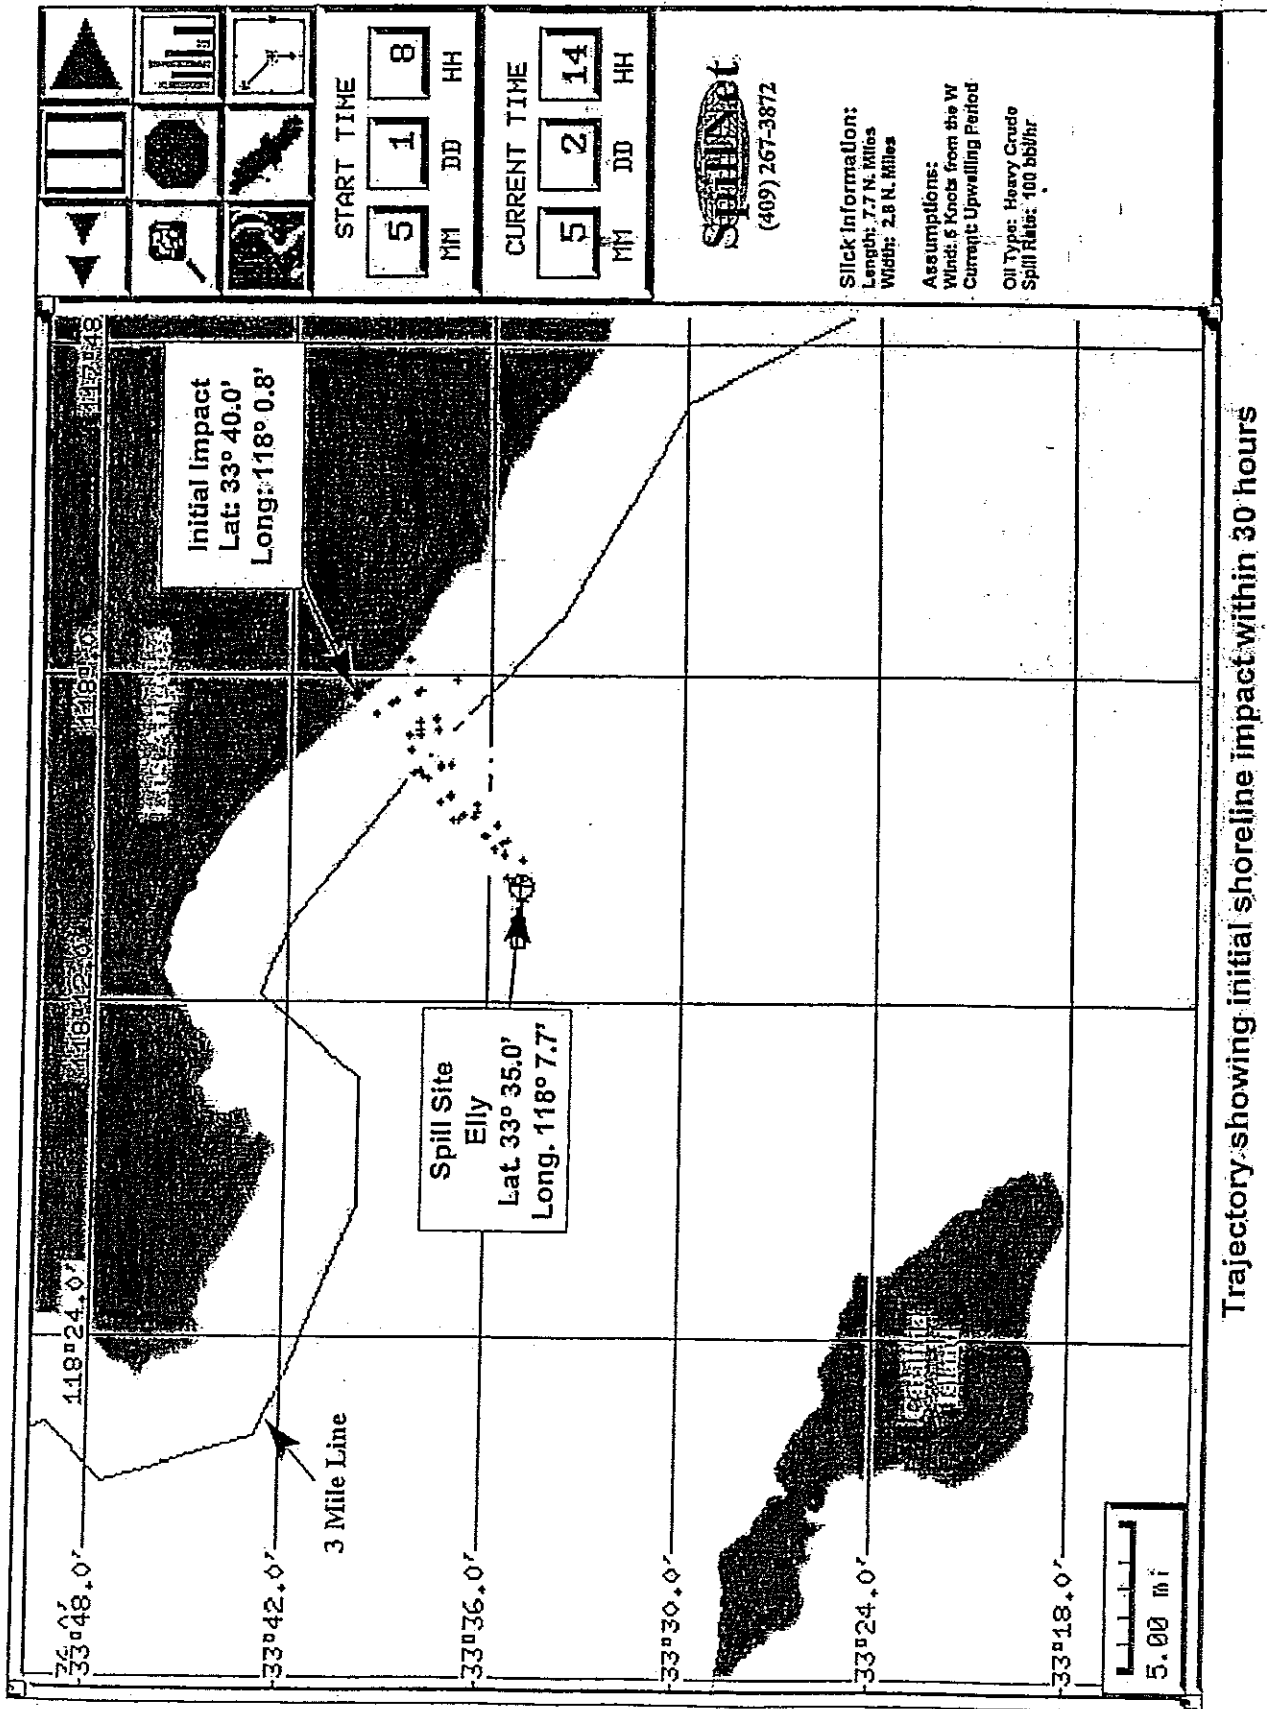 33°48.0'
33°42.0'
33°36.0'
33°30.0'
33°24.0'
33°18.0'
118°24.0'
118°12.0'
118°0.0'
117°48
3 Mile Line
Spill Site
Elly
Lat. 33° 35.0'
Long. 118° 7.7'
Initial Impact
Lat: 33° 40.0'
Long: 118° 0.8'
5.00 mi
START TIME
5 1 8
MM DD HH
CURRENT TIME
5 2 14
MM DD HH
SpillNet
(409) 267-3872
Slick Information:
Length: 7.7 N. Miles
Width: 2.8 N. Miles
Assumptions:
Wind: 6 Knots from the W
Current: Upwelling Period
Oil Type: Heavy Crude
Spill Rate: 100 bbl/hr.
Trajectory showing initial shoreline impact within 30 hours